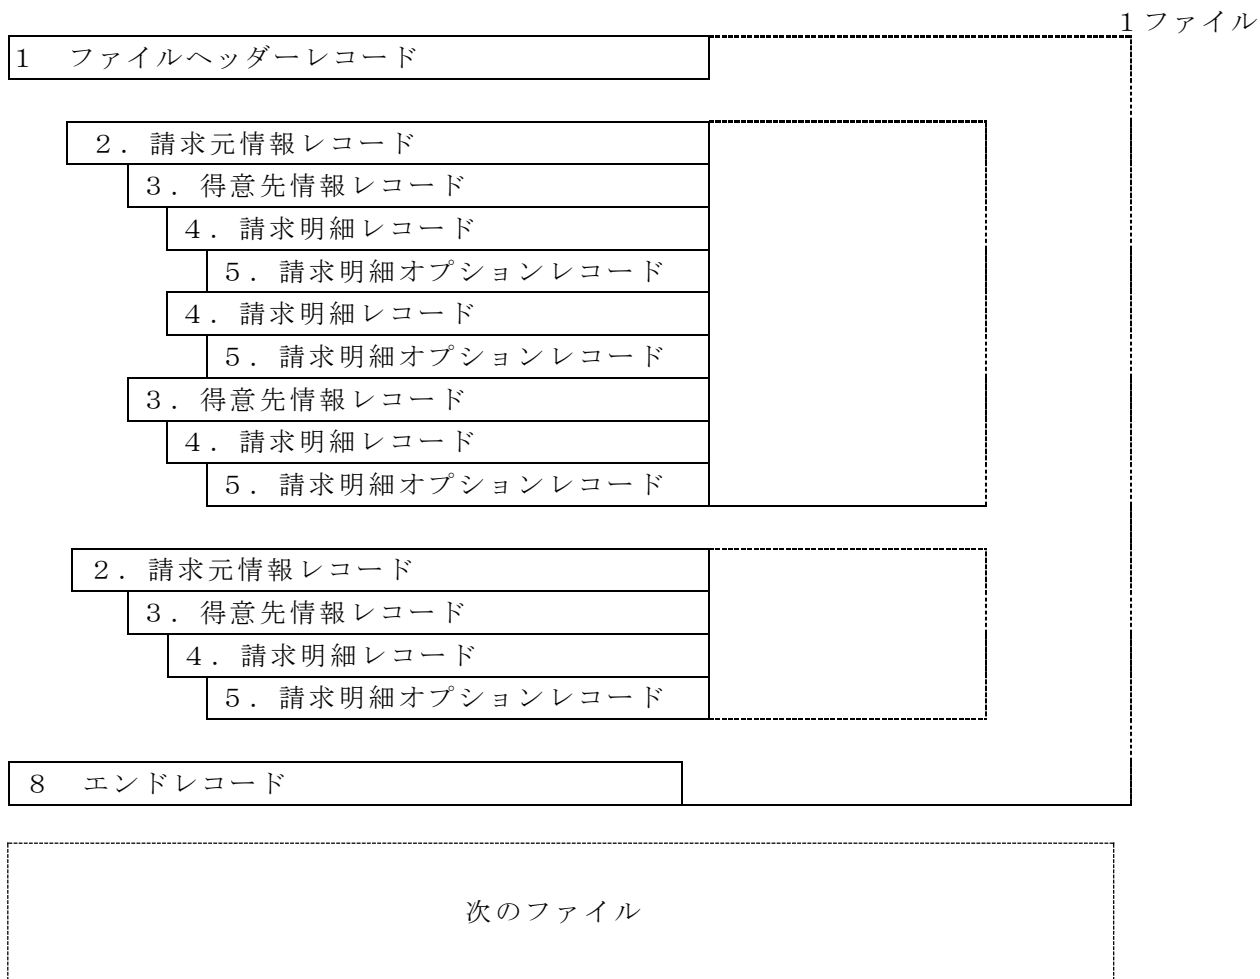 １ファイル
１　ファイルヘッダーレコード
２．請求元情報レコード
３．得意先情報レコード
４．請求明細レコード
５．請求明細オプションレコード
４．請求明細レコード
５．請求明細オプションレコード
３．得意先情報レコード
４．請求明細レコード
５．請求明細オプションレコード
２．請求元情報レコード
３．得意先情報レコード
４．請求明細レコード
５．請求明細オプションレコード
８　エンドレコード
次のファイル